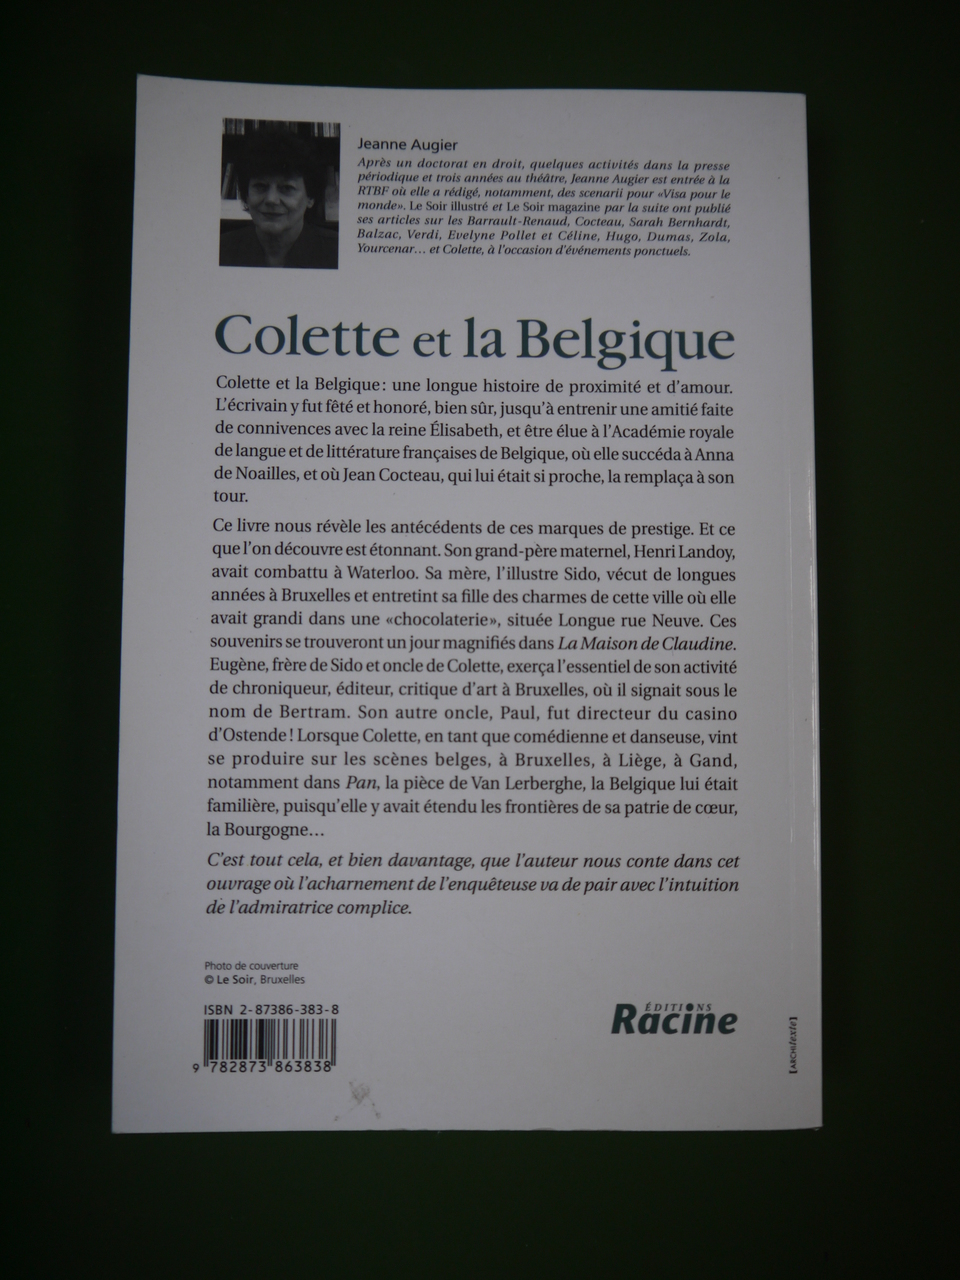 Jeanne Augier
Après un doctorat en droit, quelques activités dans la presse
périodique et trois années au théâtre, Jeanne Augier est entrée à la
RTBF où elle a rédigé, notamment, des scenarii pour «Visa pour le
monde». Le Soir illustré et Le Soir magazine par la suite ont publié
ses articles sur les Barrault-Renaud, Cocteau, Sarah Bernhardt,
Balzac, Verdi, Evelyne Pollet et Céline, Hugo, Dumas, Zola,
Yourcenar... et Colette, à l'occasion d'événements ponctuels.
Colette et la Belgique
Colette et la Belgique : une longue histoire de proximité et d'amour.
L'écrivain y fut fêté et honoré, bien sûr, jusqu'à entrenir une amitié faite
de connivences avec la reine Élisabeth, et être élue à l'Académie royale
de langue et de littérature françaises de Belgique, où elle succéda à Anna
de Noailles, et où Jean Cocteau, qui lui était si proche, la remplaça à son
tour.
Ce livre nous révèle les antécédents de ces marques de prestige. Et ce
que l'on découvre est étonnant. Son grand-père maternel, Henri Landoy,
avait combattu à Waterloo. Sa mère, l'illustre Sido, vécut de longues
années à Bruxelles et entretint sa fille des charmes de cette ville où elle
avait grandi dans une «chocolaterie», située Longue rue Neuve. Ces
souvenirs se trouveront un jour magnifiés dans La Maison de Claudine.
Eugène, frère de Sido et oncle de Colette, exerça l'essentiel de son activité
de chroniqueur, éditeur, critique d'art à Bruxelles, où il signait sous le
nom de Bertram. Son autre oncle, Paul, fut directeur du casino
d'Ostende ! Lorsque Colette, en tant que comédienne et danseuse, vint
se produire sur les scènes belges, à Bruxelles, à Liège, à Gand,
notamment dans Pan, la pièce de Van Lerberghe, la Belgique lui était
familière, puisqu'elle y avait étendu les frontières de sa patrie de cœur,
la Bourgogne...
C'est tout cela, et bien davantage, que l'auteur nous conte dans cet
ouvrage où l'acharnement de l'enquêteuse va de pair avec l'intuition
de l'admiratrice complice.
Photo de couverture
© Le Soir, Bruxelles
ISBN 2-87386-383-8
9 782873 863838
ÉDITIONS
Racine
[ARCHItexte]